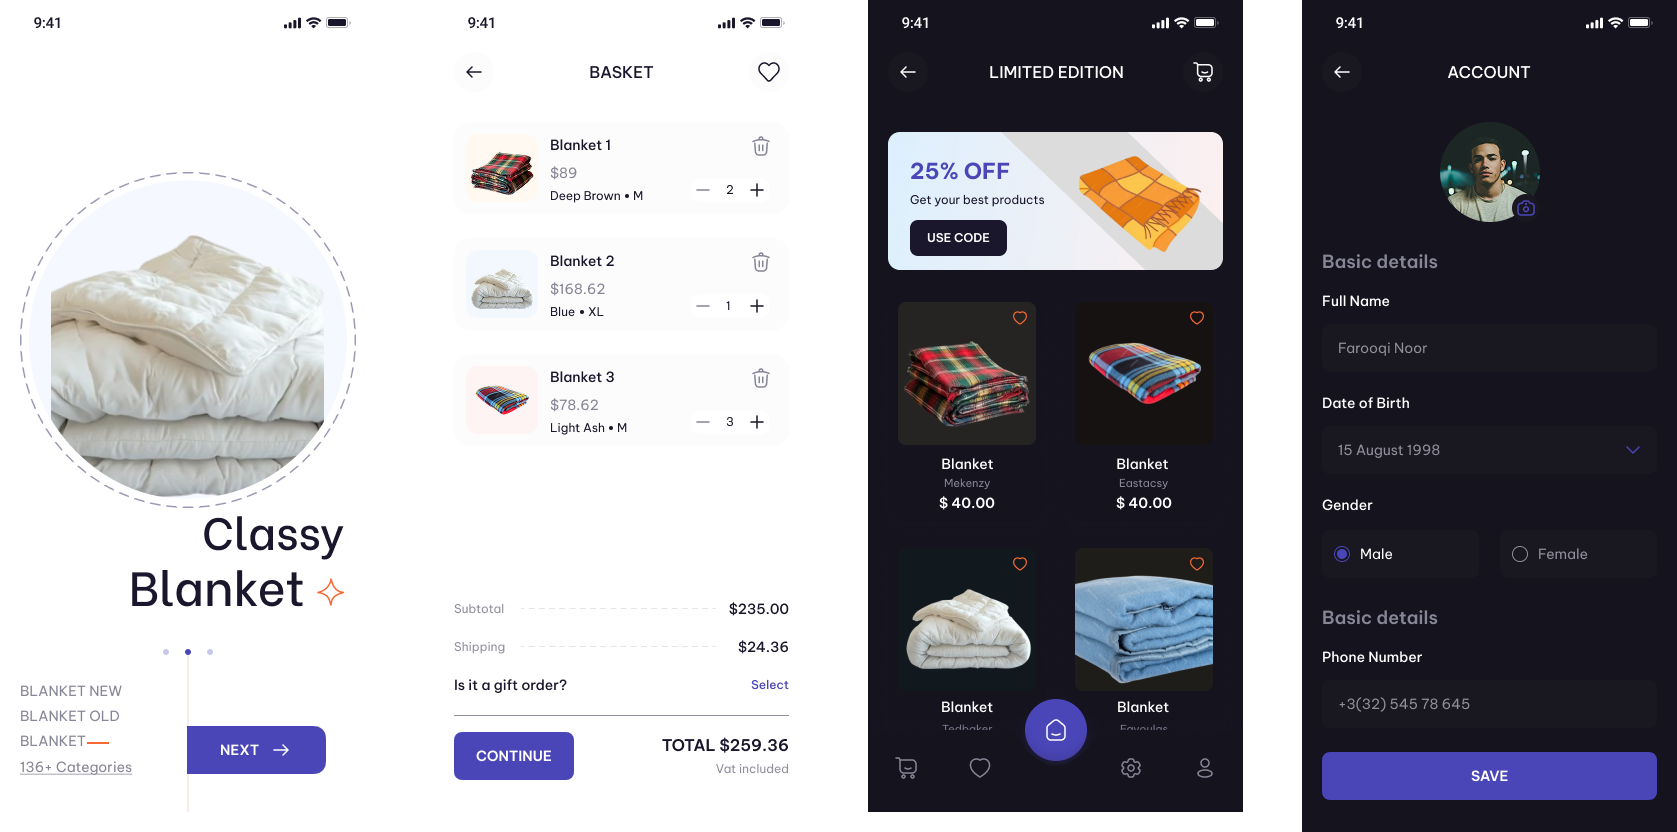 9:41
Classy
Blanket
BLANKET NEW
BLANKET OLD
BLANKET
136+ Categories
NEXT
9:41
BASKET
Blanket 1
$89
Deep Brown • M
2
Blanket 2
$168.62
Blue • XL
1
Blanket 3
$78.62
Light Ash • M
3
Subtotal $235.00
Shipping $24.36
Is it a gift order? Select
CONTINUE
TOTAL $259.36
Vat included
9:41
LIMITED EDITION
25% OFF
Get your best products
USE CODE
Blanket
Mekenzy
$ 40.00
Blanket
Eastacsy
$ 40.00
Blanket
Tedbaker
Blanket
Favoulas
9:41
ACCOUNT
Basic details
Full Name
Farooqi Noor
Date of Birth
15 August 1998
Gender
Male
Female
Basic details
Phone Number
+3(32) 545 78 645
SAVE